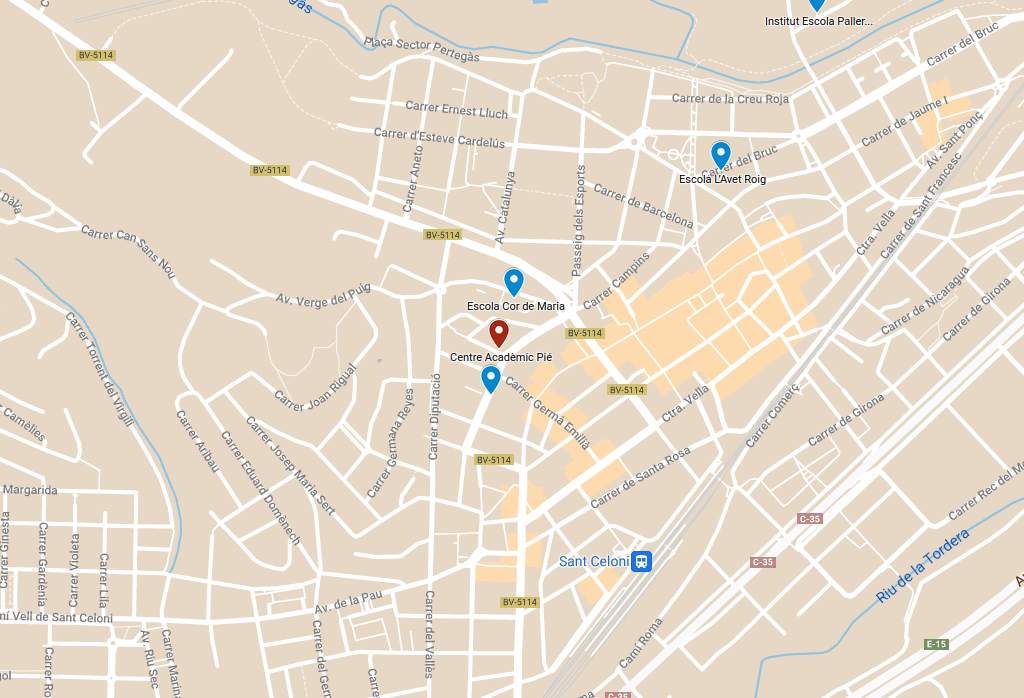 Institut Escola Paller...
Carrer del Bruc
Plaça Sector Pertegàs
BV-5114
Carrer Ernest Lluch
Carrer de la Creu Roja
Carrer de Jaume I
Carrer d'Esteve Cardelús
Av. Sant Ponç
Carrer del Bruc
Escola L'Avet Roig
BV-5114
Carrer Aneto
Av. Catalunya
Passeig dels Esports
Carrer de Barcelona
Carrer de Sant Francesc
Ctra. Vella
Carrer Can Sans Nou
BV-5114
Av. Verge del Puig
Carrer Campins
Carrer de Nicaragua
Carrer de Girona
Escola Cor de Maria
BV-5114
Centre Acadèmic Pié
Carrer Torrent del Virgili
Carrer Joan Rigual
Carrer Germà Emilià
BV-5114
Ctra. Vella
Carrer Comerç
Carrer de Girona
Carrer Diputació
Carrer Germana Reyes
Carrer Aribau
Carrer Eduard Domènech
Carrer Josep Maria Sert
BV-5114
Carrer de Santa Rosa
Margarida
C-35
C-35
Sant Celoni
Riu de la Tordera
Carrer Ginesta
Carrer Gardènia
Carrer Violeta
Carrer Lila
Av. de la Pau
BV-5114
Carrer del Vallès
mí Vell de Sant Celoni
Av. Riu Sec
Camí Roma
E-15
C-35